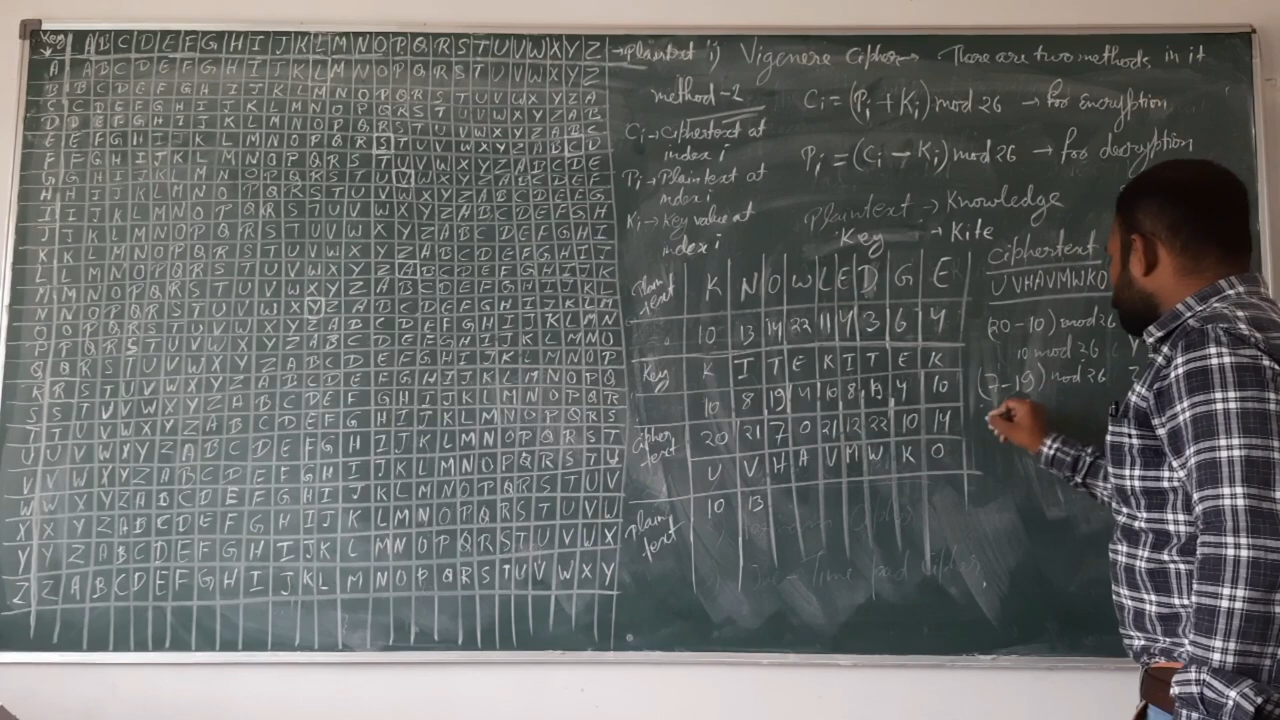 Key A B C D E F G H I J K L M N O P Q R S T U V W X Y Z → Plaintext
A A B C D E F G H I J K L M N O P Q R S T U V W X Y Z
B B C D E F G H I J K L M N O P Q R S T U V W X Y Z A
C C D E F G H I J K L M N O P Q R S T U V W X Y Z A B
D D E F G H I J K L M N O P Q R S T U V W X Y Z A B C
E E F G H I J K L M N O P Q R S T U V W X Y Z A B C D
F F G H I J K L M N O P Q R S T U V W X Y Z A B C D E
G G H I J K L M N O P Q R S T U V W X Y Z A B C D E F
H H I J K L M N O P Q R S T U V W X Y Z A B C D E F G
I I J K L M N O P Q R S T U V W X Y Z A B C D E F G H
J J K L M N O P Q R S T U V W X Y Z A B C D E F G H I
K K L M N O P Q R S T U V W X Y Z A B C D E F G H I J
L L M N O P Q R S T U V W X Y Z A B C D E F G H I J K
M M N O P Q R S T U V W X Y Z A B C D E F G H I J K L
N N O P Q R S T U V W X Y Z A B C D E F G H I J K L M
O O P Q R S T U V W X Y Z A B C D E F G H I J K L M N
P P Q R S T U V W X Y Z A B C D E F G H I J K L M N O
Q Q R S T U V W X Y Z A B C D E F G H I J K L M N O P
R R S T U V W X Y Z A B C D E F G H I J K L M N O P Q
S S T U V W X Y Z A B C D E F G H I J K L M N O P Q R
T T U V W X Y Z A B C D E F G H I J K L M N O P Q R S
U U V W X Y Z A B C D E F G H I J K L M N O P Q R S T
V V W X Y Z A B C D E F G H I J K L M N O P Q R S T U
W W X Y Z A B C D E F G H I J K L M N O P Q R S T U V
X X Y Z A B C D E F G H I J K L M N O P Q R S T U V W
Y Y Z A B C D E F G H I J K L M N O P Q R S T U V W X
Z Z A B C D E F G H I J K L M N O P Q R S T U V W X Y
i) Vigenere Cipher → There are two methods in it
method-2
Ci = (Pi + Ki) mod 26 → for encryption
Pi = (Ci - Ki) mod 26 → for decryption
Ci → Ciphertext at
index i
Pi → Plaintext at
index i
Ki → Key value at
index i
Plaintext → Knowledge
Key → Kite
Plain text K N O W L E D G E
10 13 14 22 11 4 3 6 4
Key K I T E K I T E K
10 8 19 4 10 8 19 4 10
Cipher text 20 21 7 0 21 12 22 10 14
U V H A V M W K O
Plain text 10 13
Ciphertext
UVHAVMWKO
(20-10) mod 26
10 mod 26
(7-19) mod 26
One-Time pad Cipher